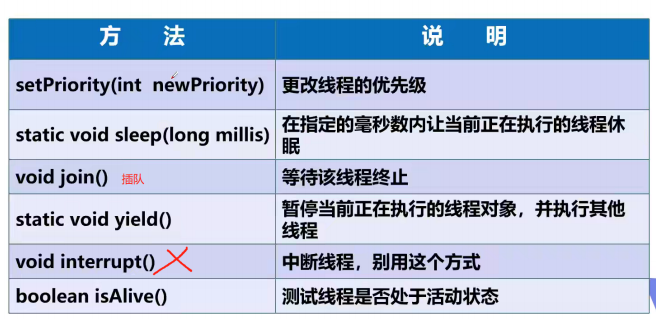 方 法 说 明
setPriority(int newPriority) 更改线程的优先级
static void sleep(long millis) 在指定的毫秒数内让当前正在执行的线程休
眠
void join() 插队 等待该线程终止
static void yield() 暂停当前正在执行的线程对象，并执行其他
线程
void interrupt() 中断线程，别用这个方式
boolean isAlive() 测试线程是否处于活动状态